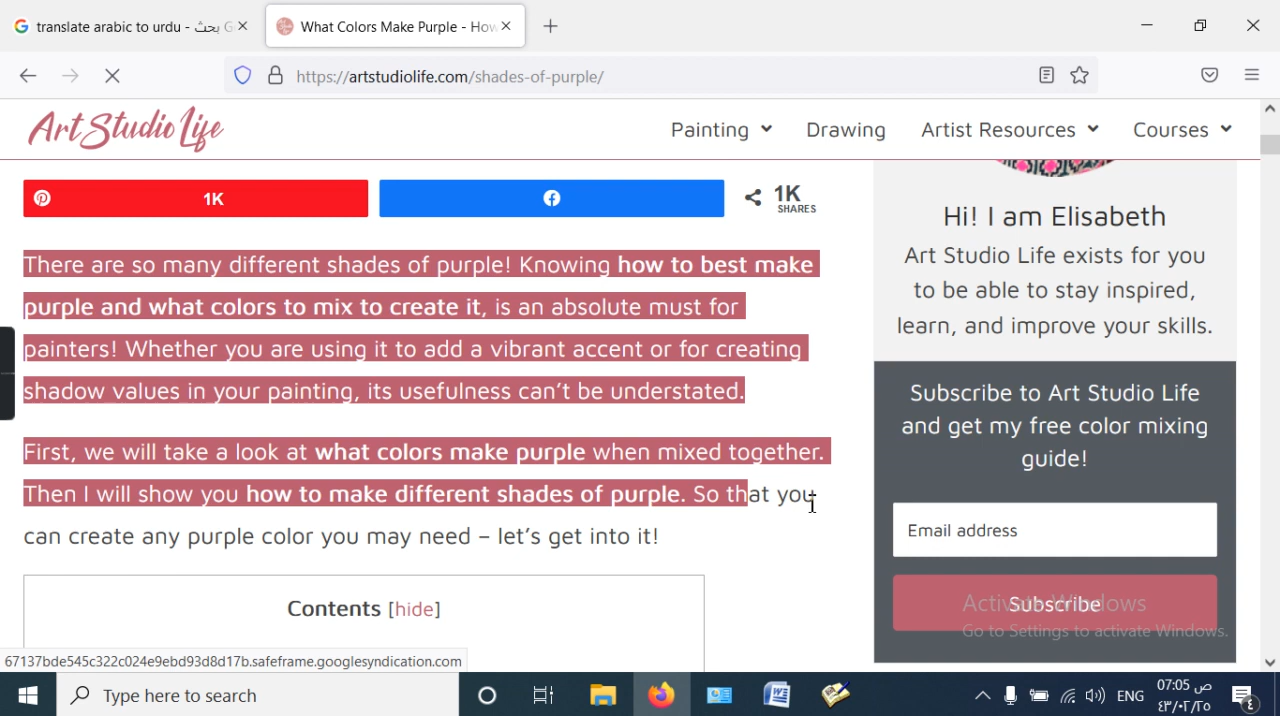 translate arabic to urdu - بحث G
What Colors Make Purple - How
https://artstudiolife.com/shades-of-purple/
Art Studio Life
Painting
Drawing
Artist Resources
Courses
1K
1K
SHARES
There are so many different shades of purple! Knowing how to best make
purple and what colors to mix to create it, is an absolute must for
painters! Whether you are using it to add a vibrant accent or for creating
shadow values in your painting, its usefulness can't be understated.
First, we will take a look at what colors make purple when mixed together.
Then I will show you how to make different shades of purple. So that you
can create any purple color you may need – let's get into it!
Contents [hide]
Hi! I am Elisabeth
Art Studio Life exists for you
to be able to stay inspired,
learn, and improve your skills.
Subscribe to Art Studio Life
and get my free color mixing
guide!
Email address
Subscribe
Activate Windows
Go to Settings to activate Windows.
67137bde545c322c024e9ebd93d8d17b.safeframe.googlesyndication.com
Type here to search
ENG
07:05 ص
٤٣/٠٢/٢٥
٤